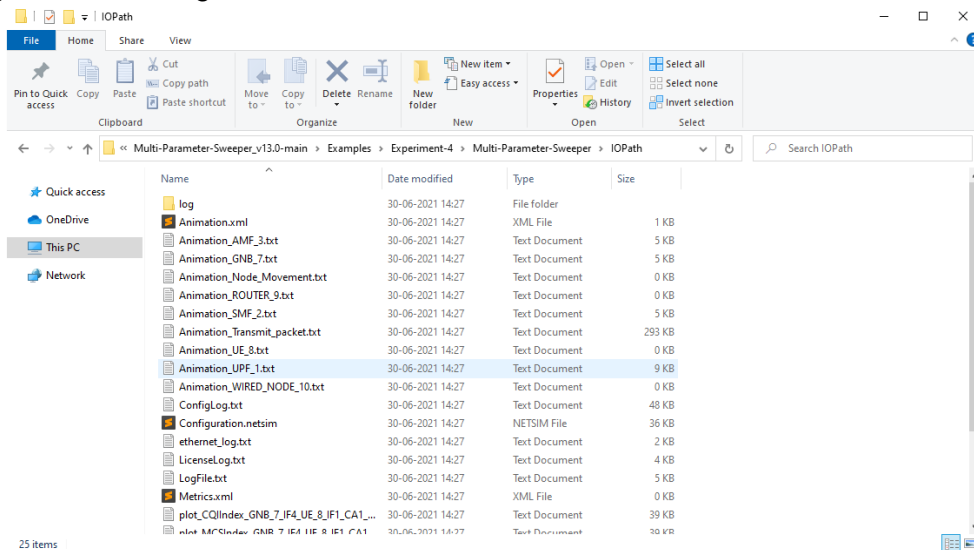 IOPath
File Home Share View
Pin to Quick access
Copy
Paste
Cut
Copy path
Paste shortcut
Move to
Copy to
Delete
Rename
New folder
New item
Easy access
Properties
Open
Edit
History
Select all
Select none
Invert selection
Clipboard Organize New Open Select
« Multi-Parameter-Sweeper_v13.0-main > Examples > Experiment-4 > Multi-Parameter-Sweeper > IOPath
Search IOPath
Quick access
OneDrive
This PC
Network
Name Date modified Type Size
log 30-06-2021 14:27 File folder
Animation.xml 30-06-2021 14:27 XML File 1 KB
Animation_AMF_3.txt 30-06-2021 14:27 Text Document 5 KB
Animation_GNB_7.txt 30-06-2021 14:27 Text Document 5 KB
Animation_Node_Movement.txt 30-06-2021 14:27 Text Document 0 KB
Animation_ROUTER_9.txt 30-06-2021 14:27 Text Document 0 KB
Animation_SMF_2.txt 30-06-2021 14:27 Text Document 5 KB
Animation_Transmit_packet.txt 30-06-2021 14:27 Text Document 293 KB
Animation_UE_8.txt 30-06-2021 14:27 Text Document 0 KB
Animation_UPF_1.txt 30-06-2021 14:27 Text Document 9 KB
Animation_WIRED_NODE_10.txt 30-06-2021 14:27 Text Document 0 KB
ConfigLog.txt 30-06-2021 14:27 Text Document 48 KB
Configuration.netsim 30-06-2021 14:27 NETSIM File 36 KB
ethernet_log.txt 30-06-2021 14:27 Text Document 2 KB
LicenseLog.txt 30-06-2021 14:27 Text Document 4 KB
LogFile.txt 30-06-2021 14:27 Text Document 5 KB
Metrics.xml 30-06-2021 14:27 XML File 0 KB
plot_CQIIndex_GNB_7_IF4_UE_8_IF1_CA1_... 30-06-2021 14:27 Text Document 39 KB
plot_MCSIndex_GNB_7_IF4_UE_8_IF1_CA1 30-06-2021 14:27 Text Document 39 KB
25 items